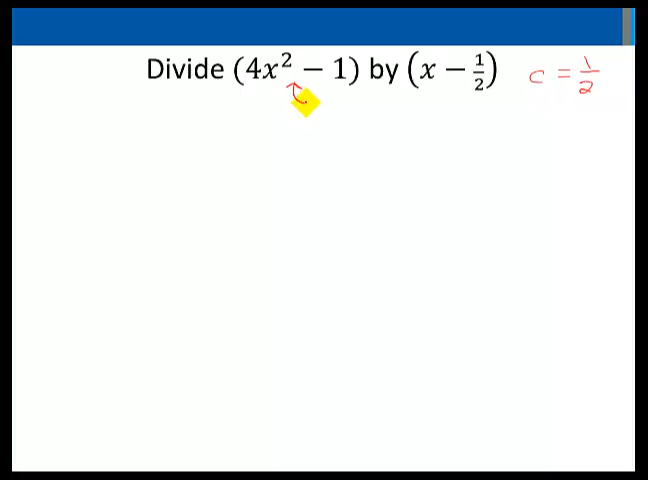 Divide (4x² − 1) by (x − 1/2) c = 1/2